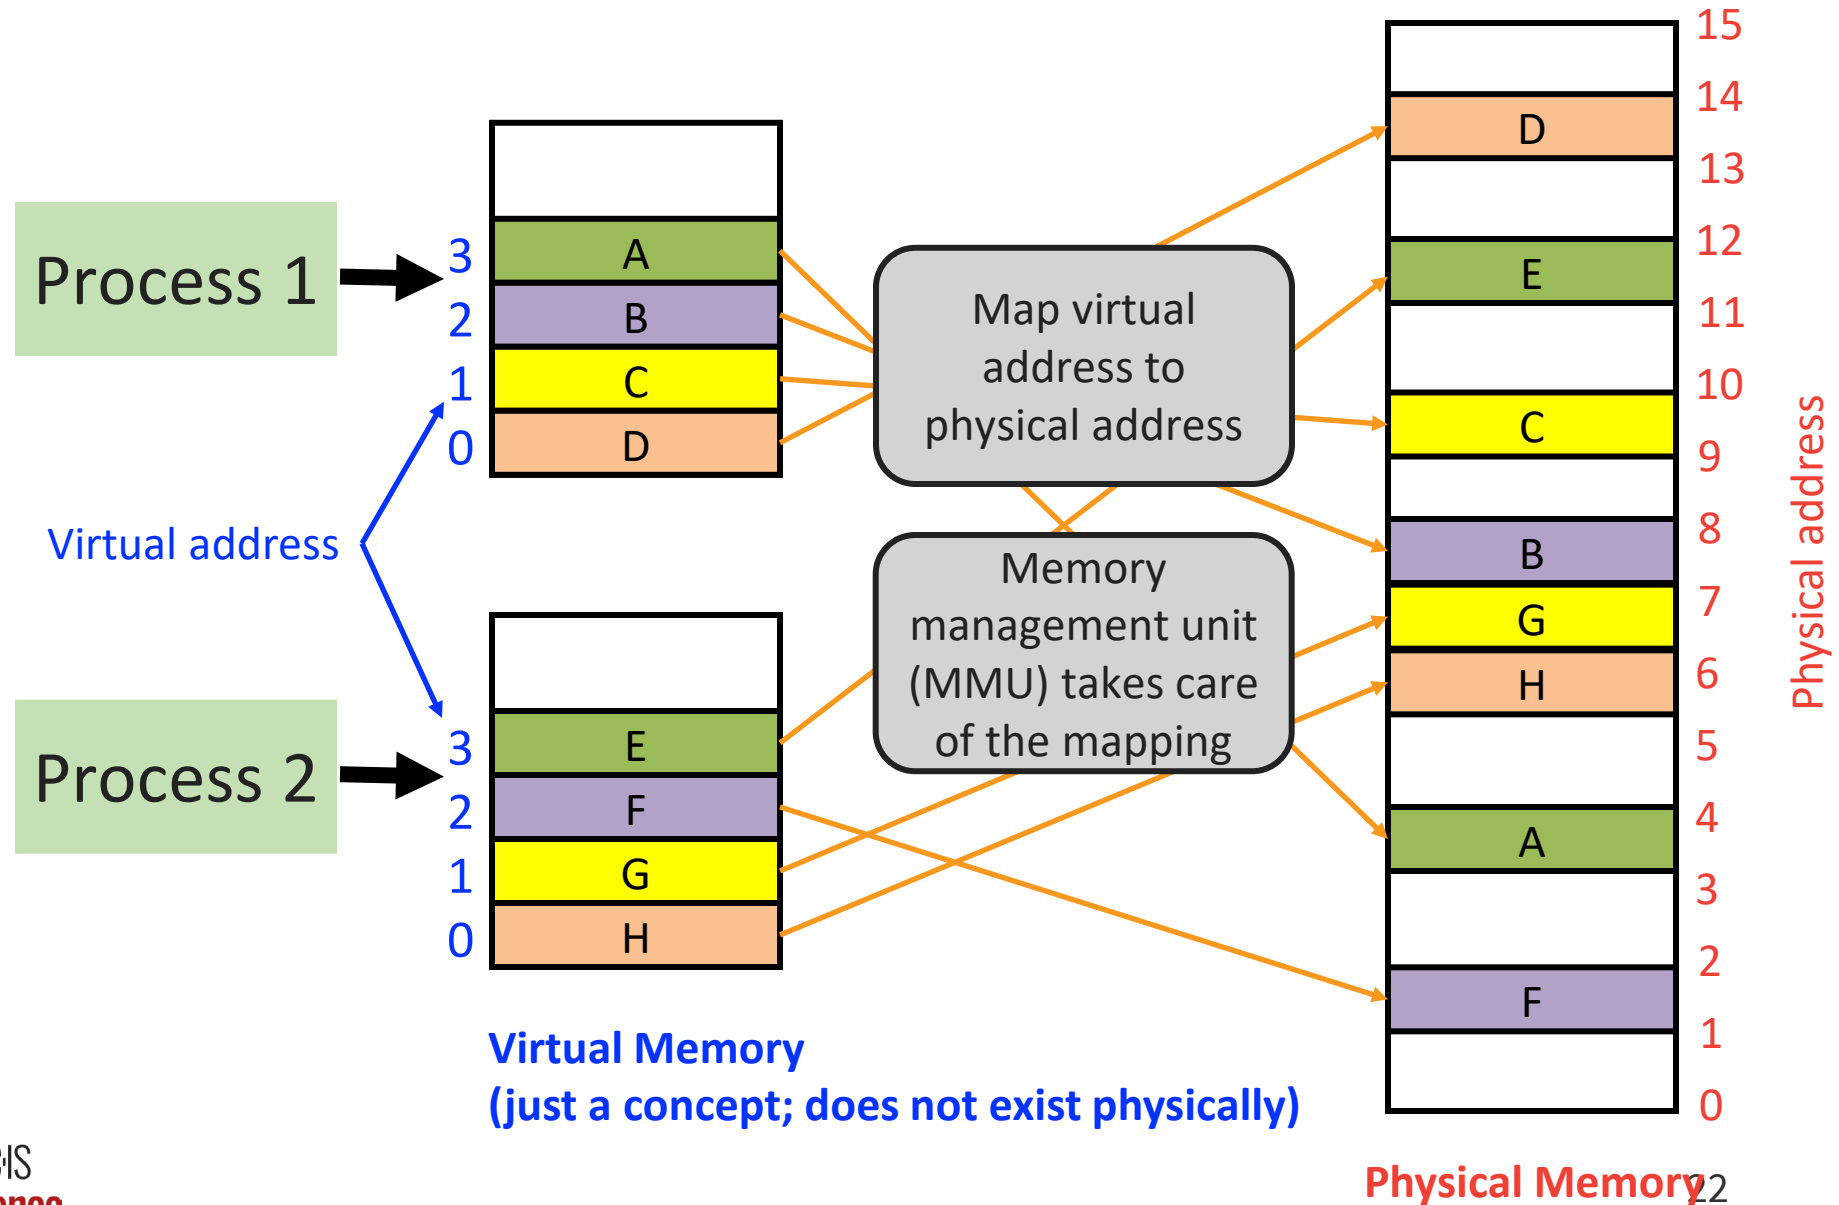 Process 1
3
2
1
0
A
B
C
D
Virtual address
Process 2
3
2
1
0
E
F
G
H
Map virtual
address to
physical address
Memory
management unit
(MMU) takes care
of the mapping
Virtual Memory
(just a concept; does not exist physically)
D
E
C
B
G
H
A
F
15
14
13
12
11
10
9
8
7
6
5
4
3
2
1
0
Physical address
Physical Memory
22